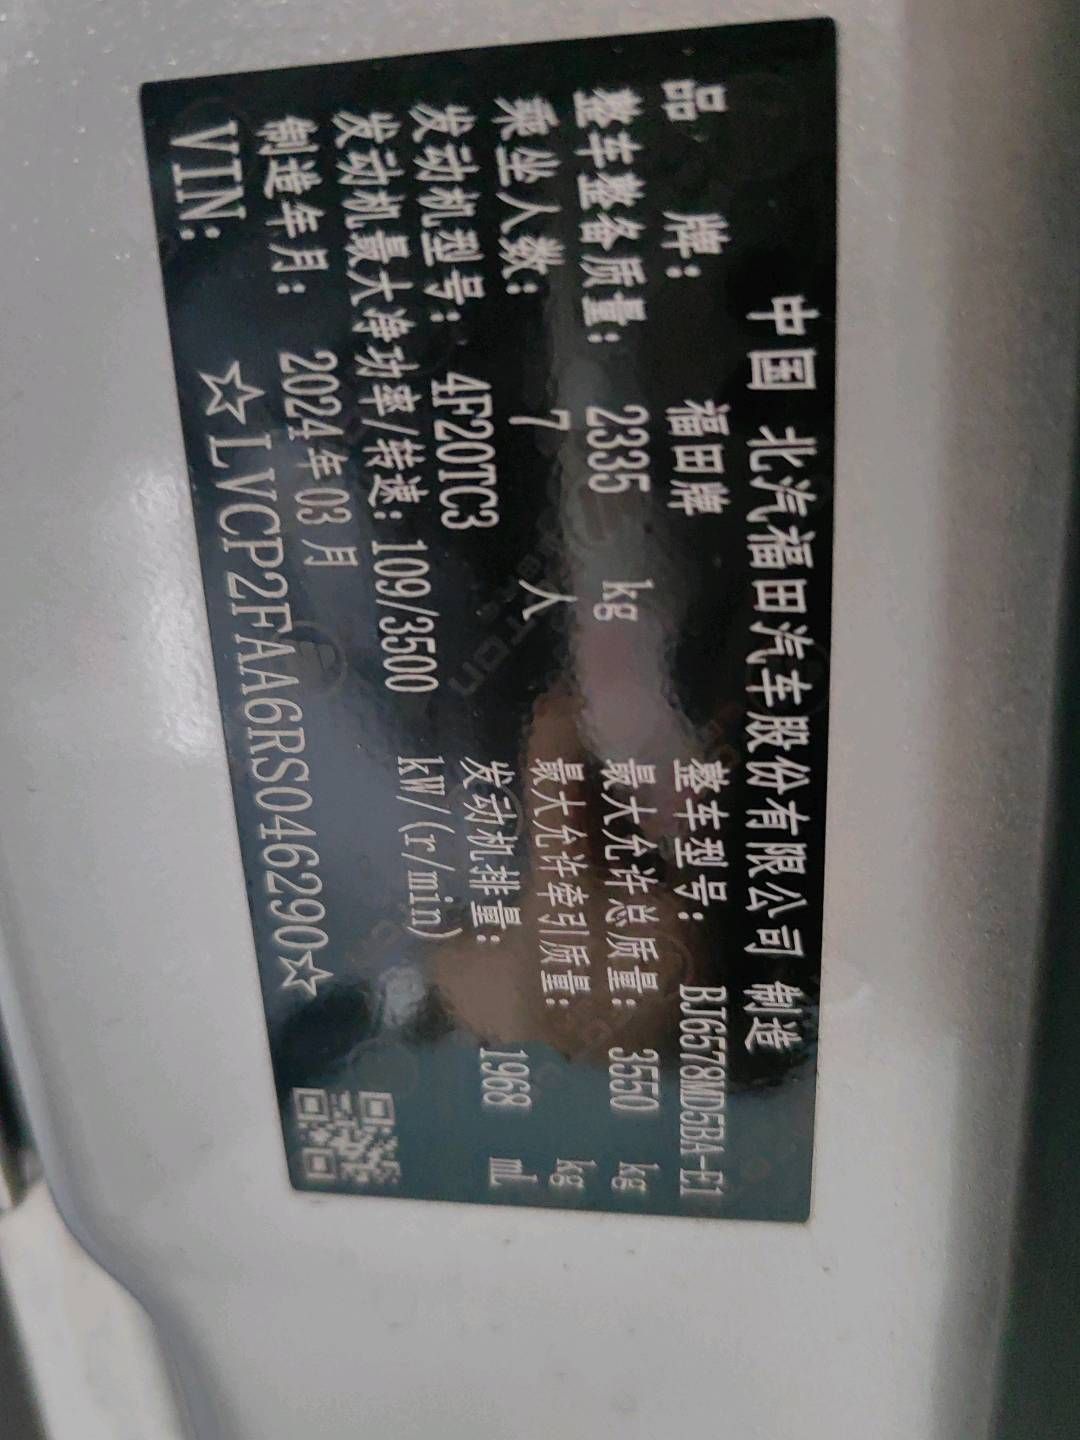 中国 北汽福田汽车股份有限公司 制造
品 牌: 福田牌 整车型号: BJ6578MD5BA-E1
整车整备质量: 2335 kg 最大允许总质量: 3550 kg
乘坐人数: 7 人 最大允许牵引质量: kg
发动机型号: 4F20TC3 发动机排量: 1968 mL
发动机最大净功率/转速: 109/3500 kW/(r/min)
制造年月: 2024年03月
VIN: ☆LVCP2FAA6RS046290☆